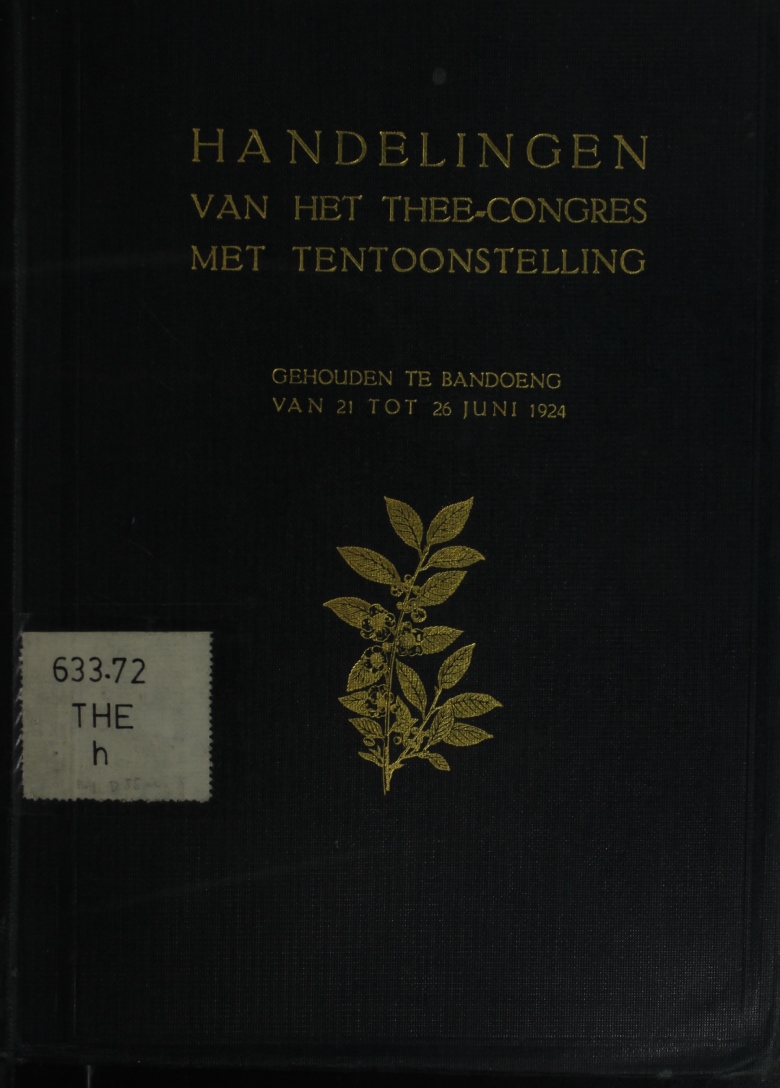 HANDELINGEN
VAN HET THEE-CONGRES
MET TENTOONSTELLING
GEHOUDEN TE BANDOENG
VAN 21 TOT 26 JUNI 1924
633.72
THE
h